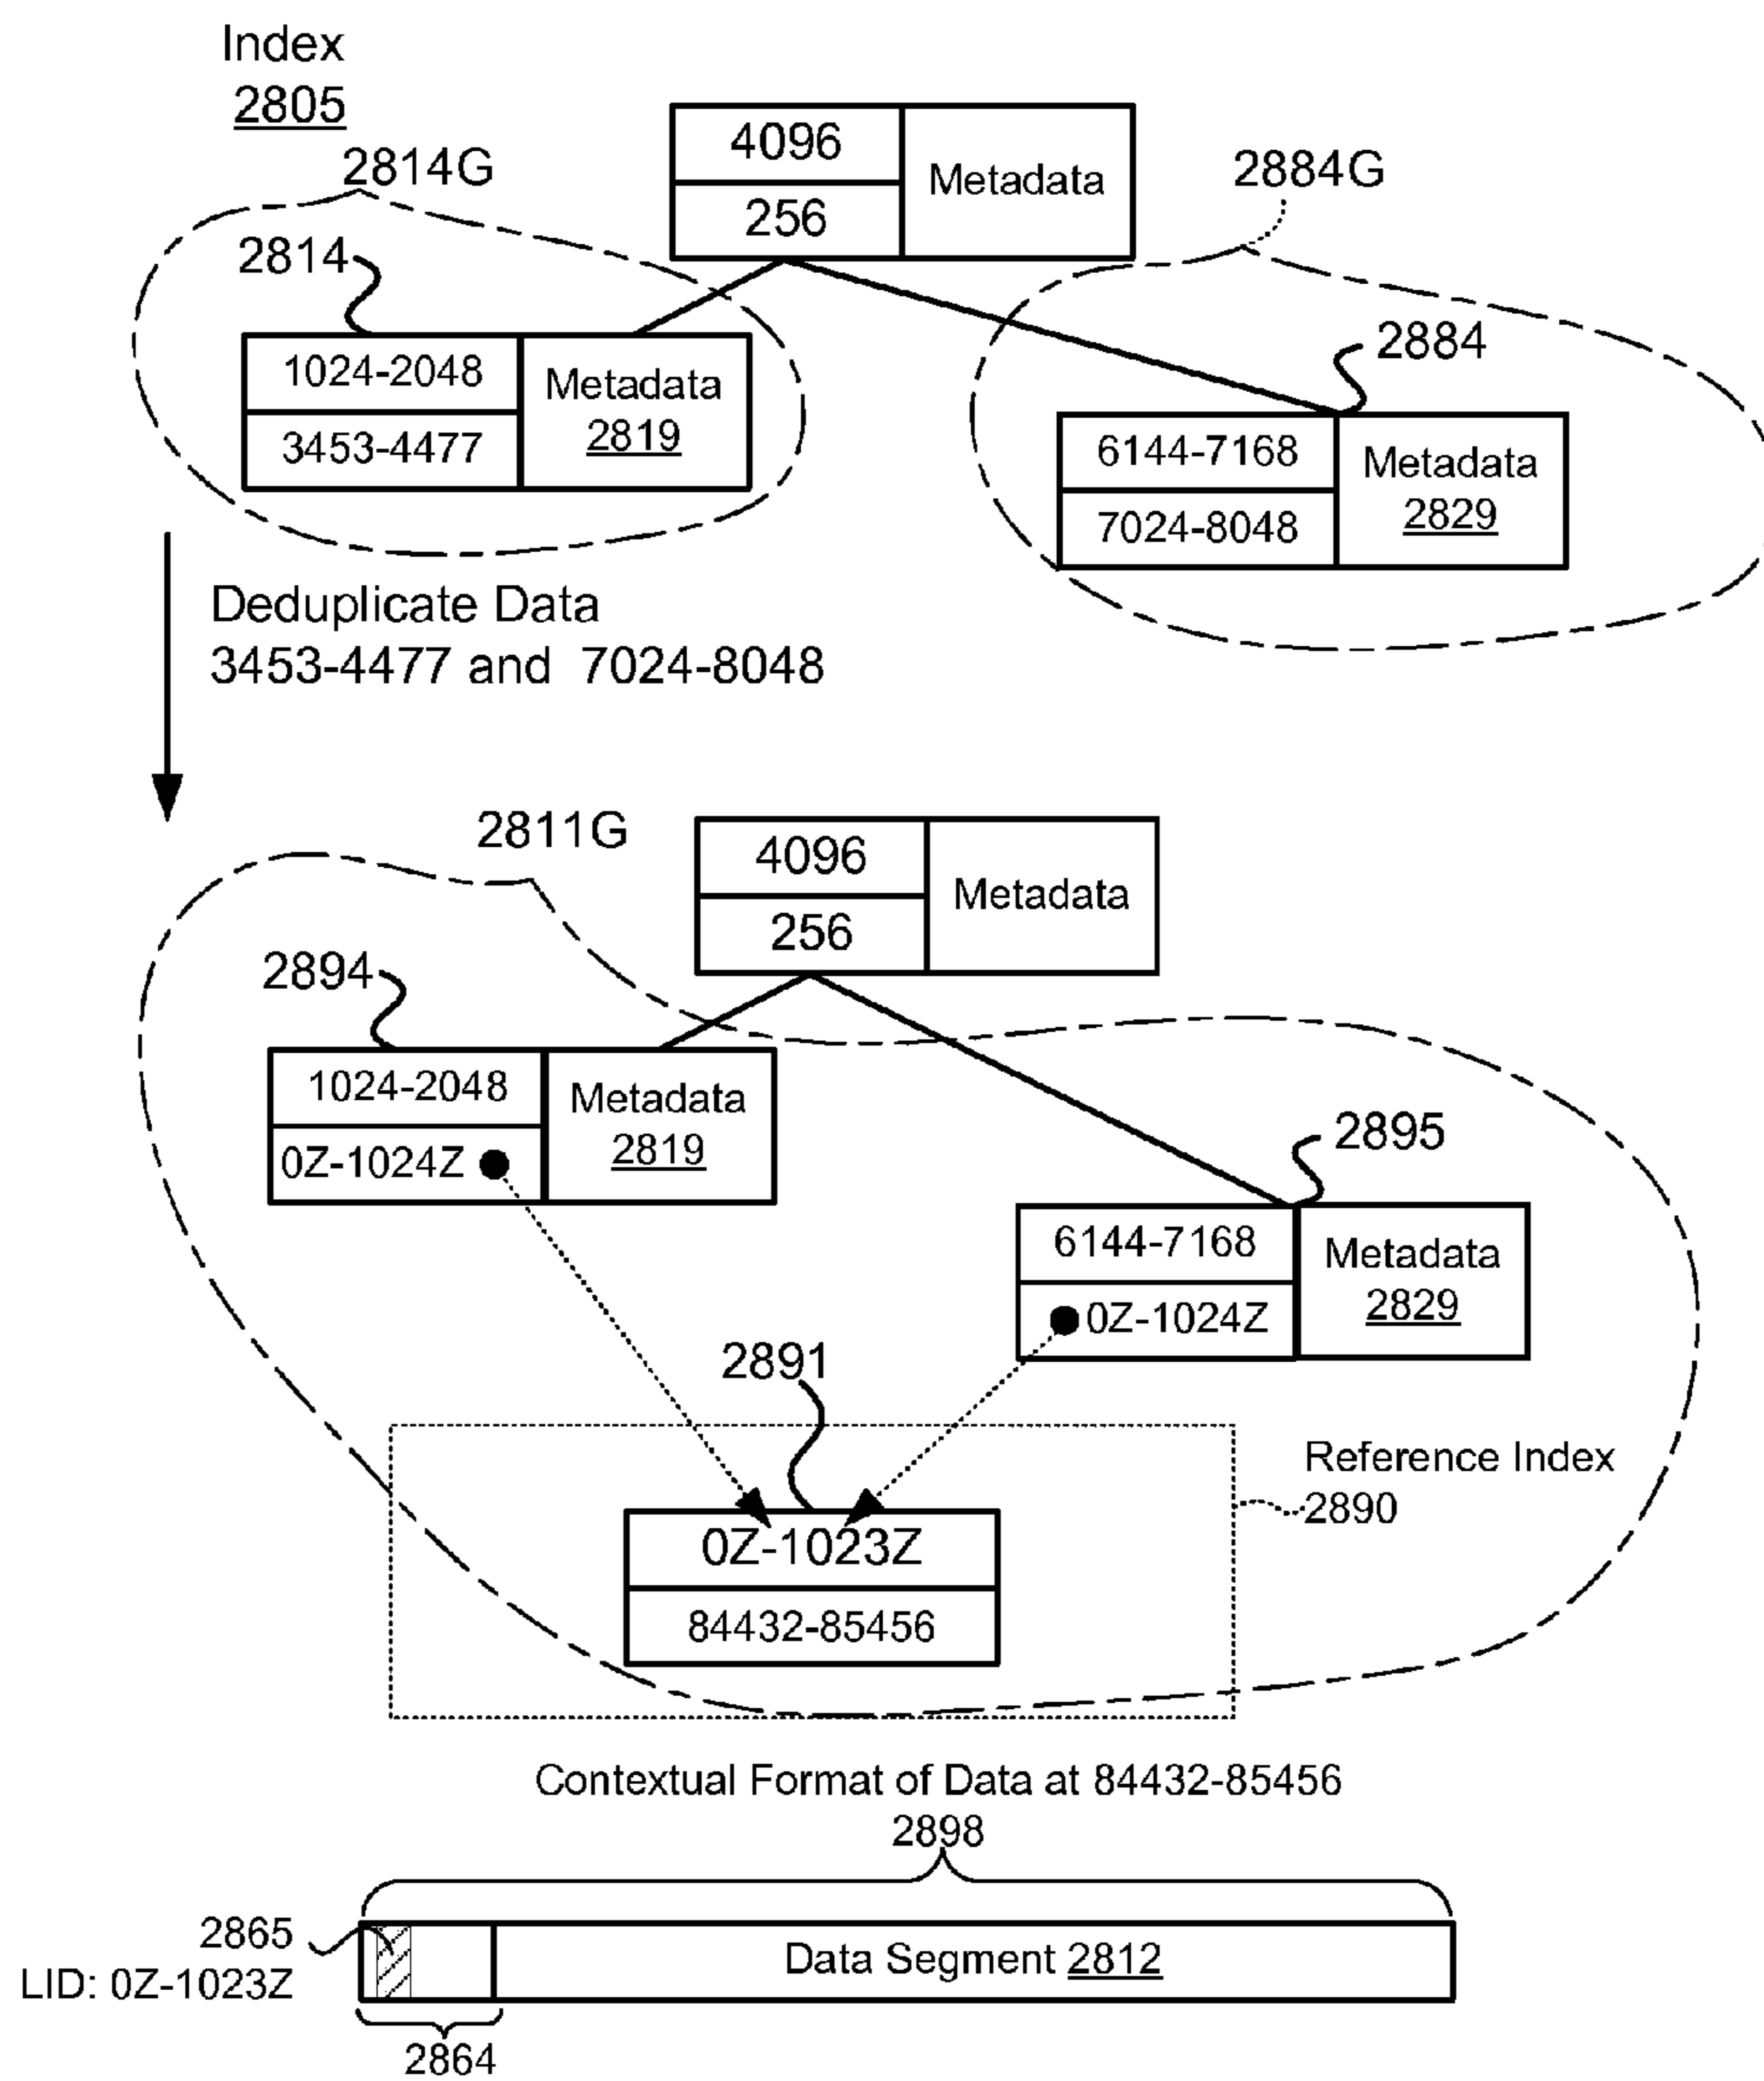 Index
2805
2814G
4096
256
Metadata
2884G
2814
1024-2048
3453-4477
Metadata
2819
2884
6144-7168
7024-8048
Metadata
2829
Deduplicate Data
3453-4477 and 7024-8048
2811G
4096
256
Metadata
2894
1024-2048
0Z-1024Z
Metadata
2819
2895
6144-7168
0Z-1024Z
Metadata
2829
2891
Reference Index
2890
0Z-1023Z
84432-85456
Contextual Format of Data at 84432-85456
2898
2865
LID: 0Z-1023Z
Data Segment 2812
2864